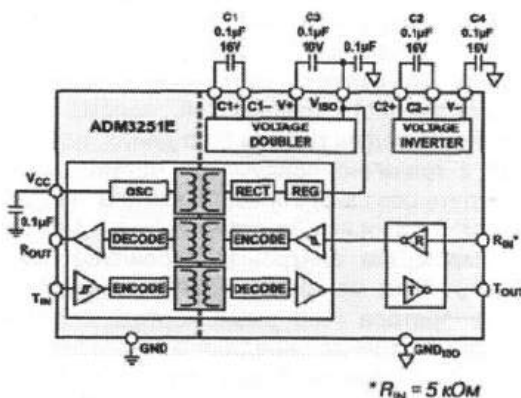 C1 C3 C2 C4
0.1µF 0.1µF 0.1µF 0.1µF
16V 10V 0.1µF 16V 16V
C1+ C1– V+ VISO C2+ C2– V–
ADM3251E
VOLTAGE DOUBLER
VOLTAGE INVERTER
VCC
OSC RECT REG
0.1µF
ROUT
DECODE ENCODE R RIN*
TIN
ENCODE DECODE T TOUT
GND GNDISO
* RIN = 5 кОм